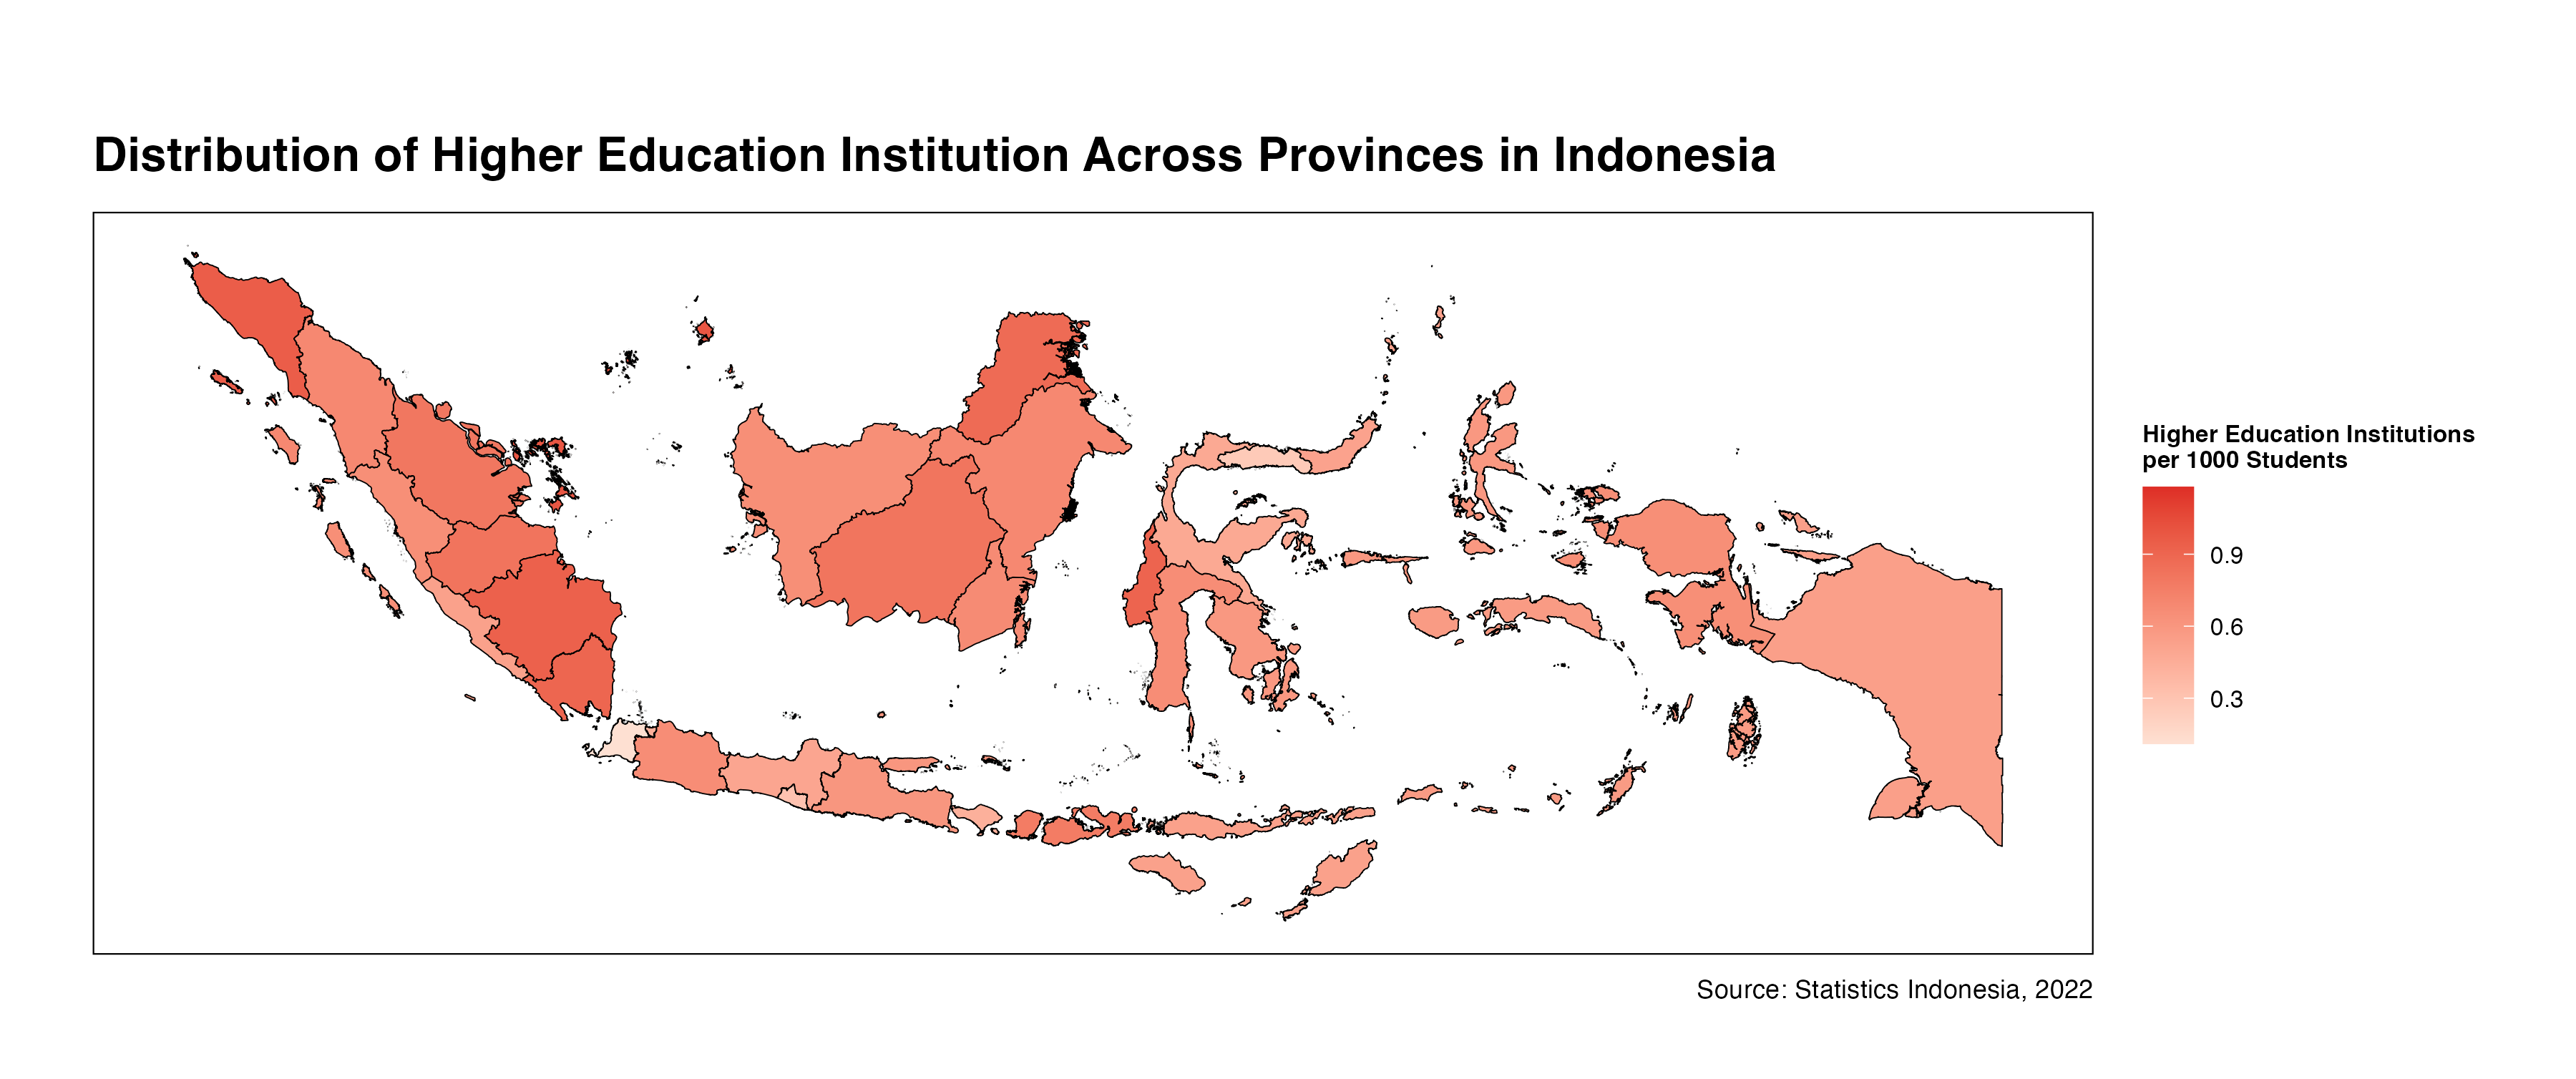 Distribution of Higher Education Institution Across Provinces in Indonesia
Higher Education Institutions
per 1000 Students
0.9
0.6
0.3
Source: Statistics Indonesia, 2022